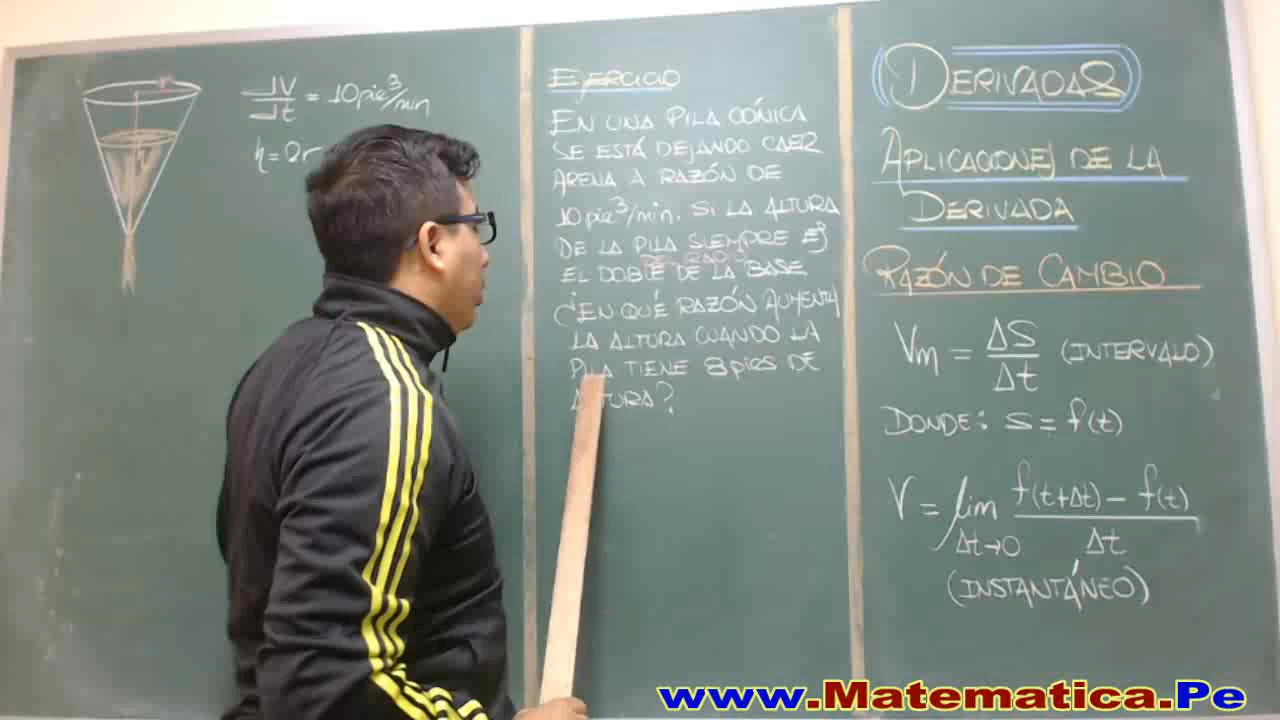 r
dV/dt = 10pie³/min
h = 2r
EJERCICIO
EN UNA PILA CÓNICA
SE ESTÁ DEJANDO CAER
ARENA A RAZÓN DE
10pie³/min. SI LA ALTURA
DE LA PILA SIEMPRE ES
DEL RADIO
EL DOBLE DE LA BASE
¿EN QUÉ RAZÓN AUMENTA
LA ALTURA CUANDO LA
PILA TIENE 8 pies DE
ALTURA?
DERIVADAS
APLICACIONES DE LA
DERIVADA
RAZÓN DE CAMBIO
Vm = ΔS/Δt (INTERVALO)
DONDE: S = f(t)
V = lim Δt→0 f(t+Δt) - f(t) / Δt
(INSTANTÁNEO)
www.Matematica.Pe